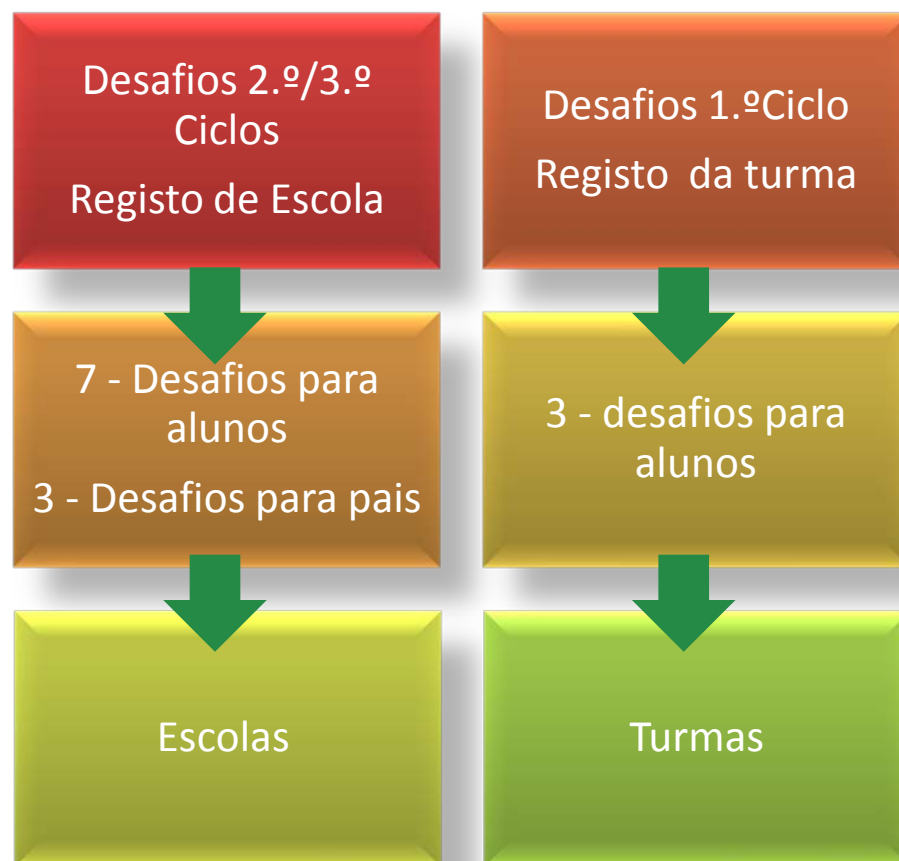 Desafios 2.º/3.º
Ciclos
Registo de Escola
Desafios 1.ºCiclo
Registo da turma
7 - Desafios para
alunos
3 - Desafios para pais
3 - desafios para
alunos
Escolas
Turmas